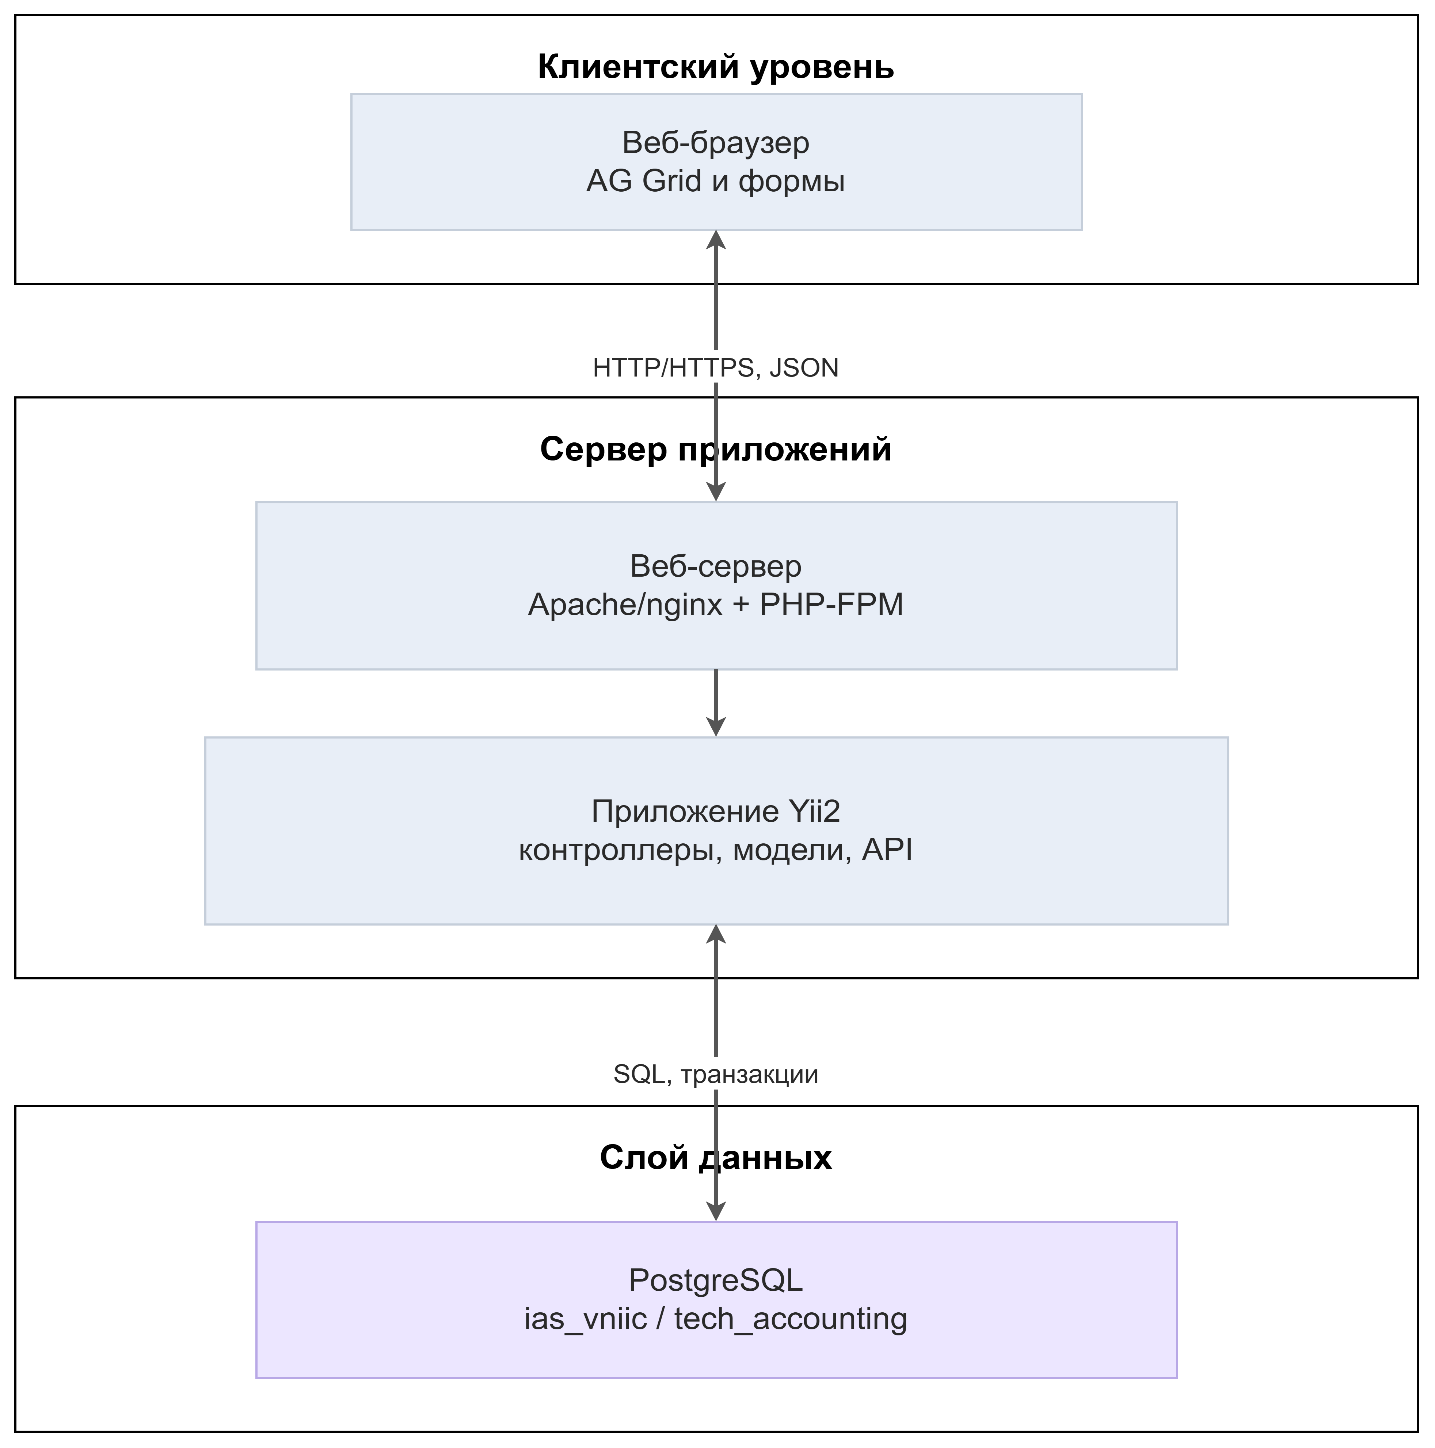 Клиентский уровень
Веб-браузер
AG Grid и формы
HTTP/HTTPS, JSON
Сервер приложений
Веб-сервер
Apache/nginx + PHP-FPM
Приложение Yii2
контроллеры, модели, API
SQL, транзакции
Слой данных
PostgreSQL
ias_vniic / tech_accounting